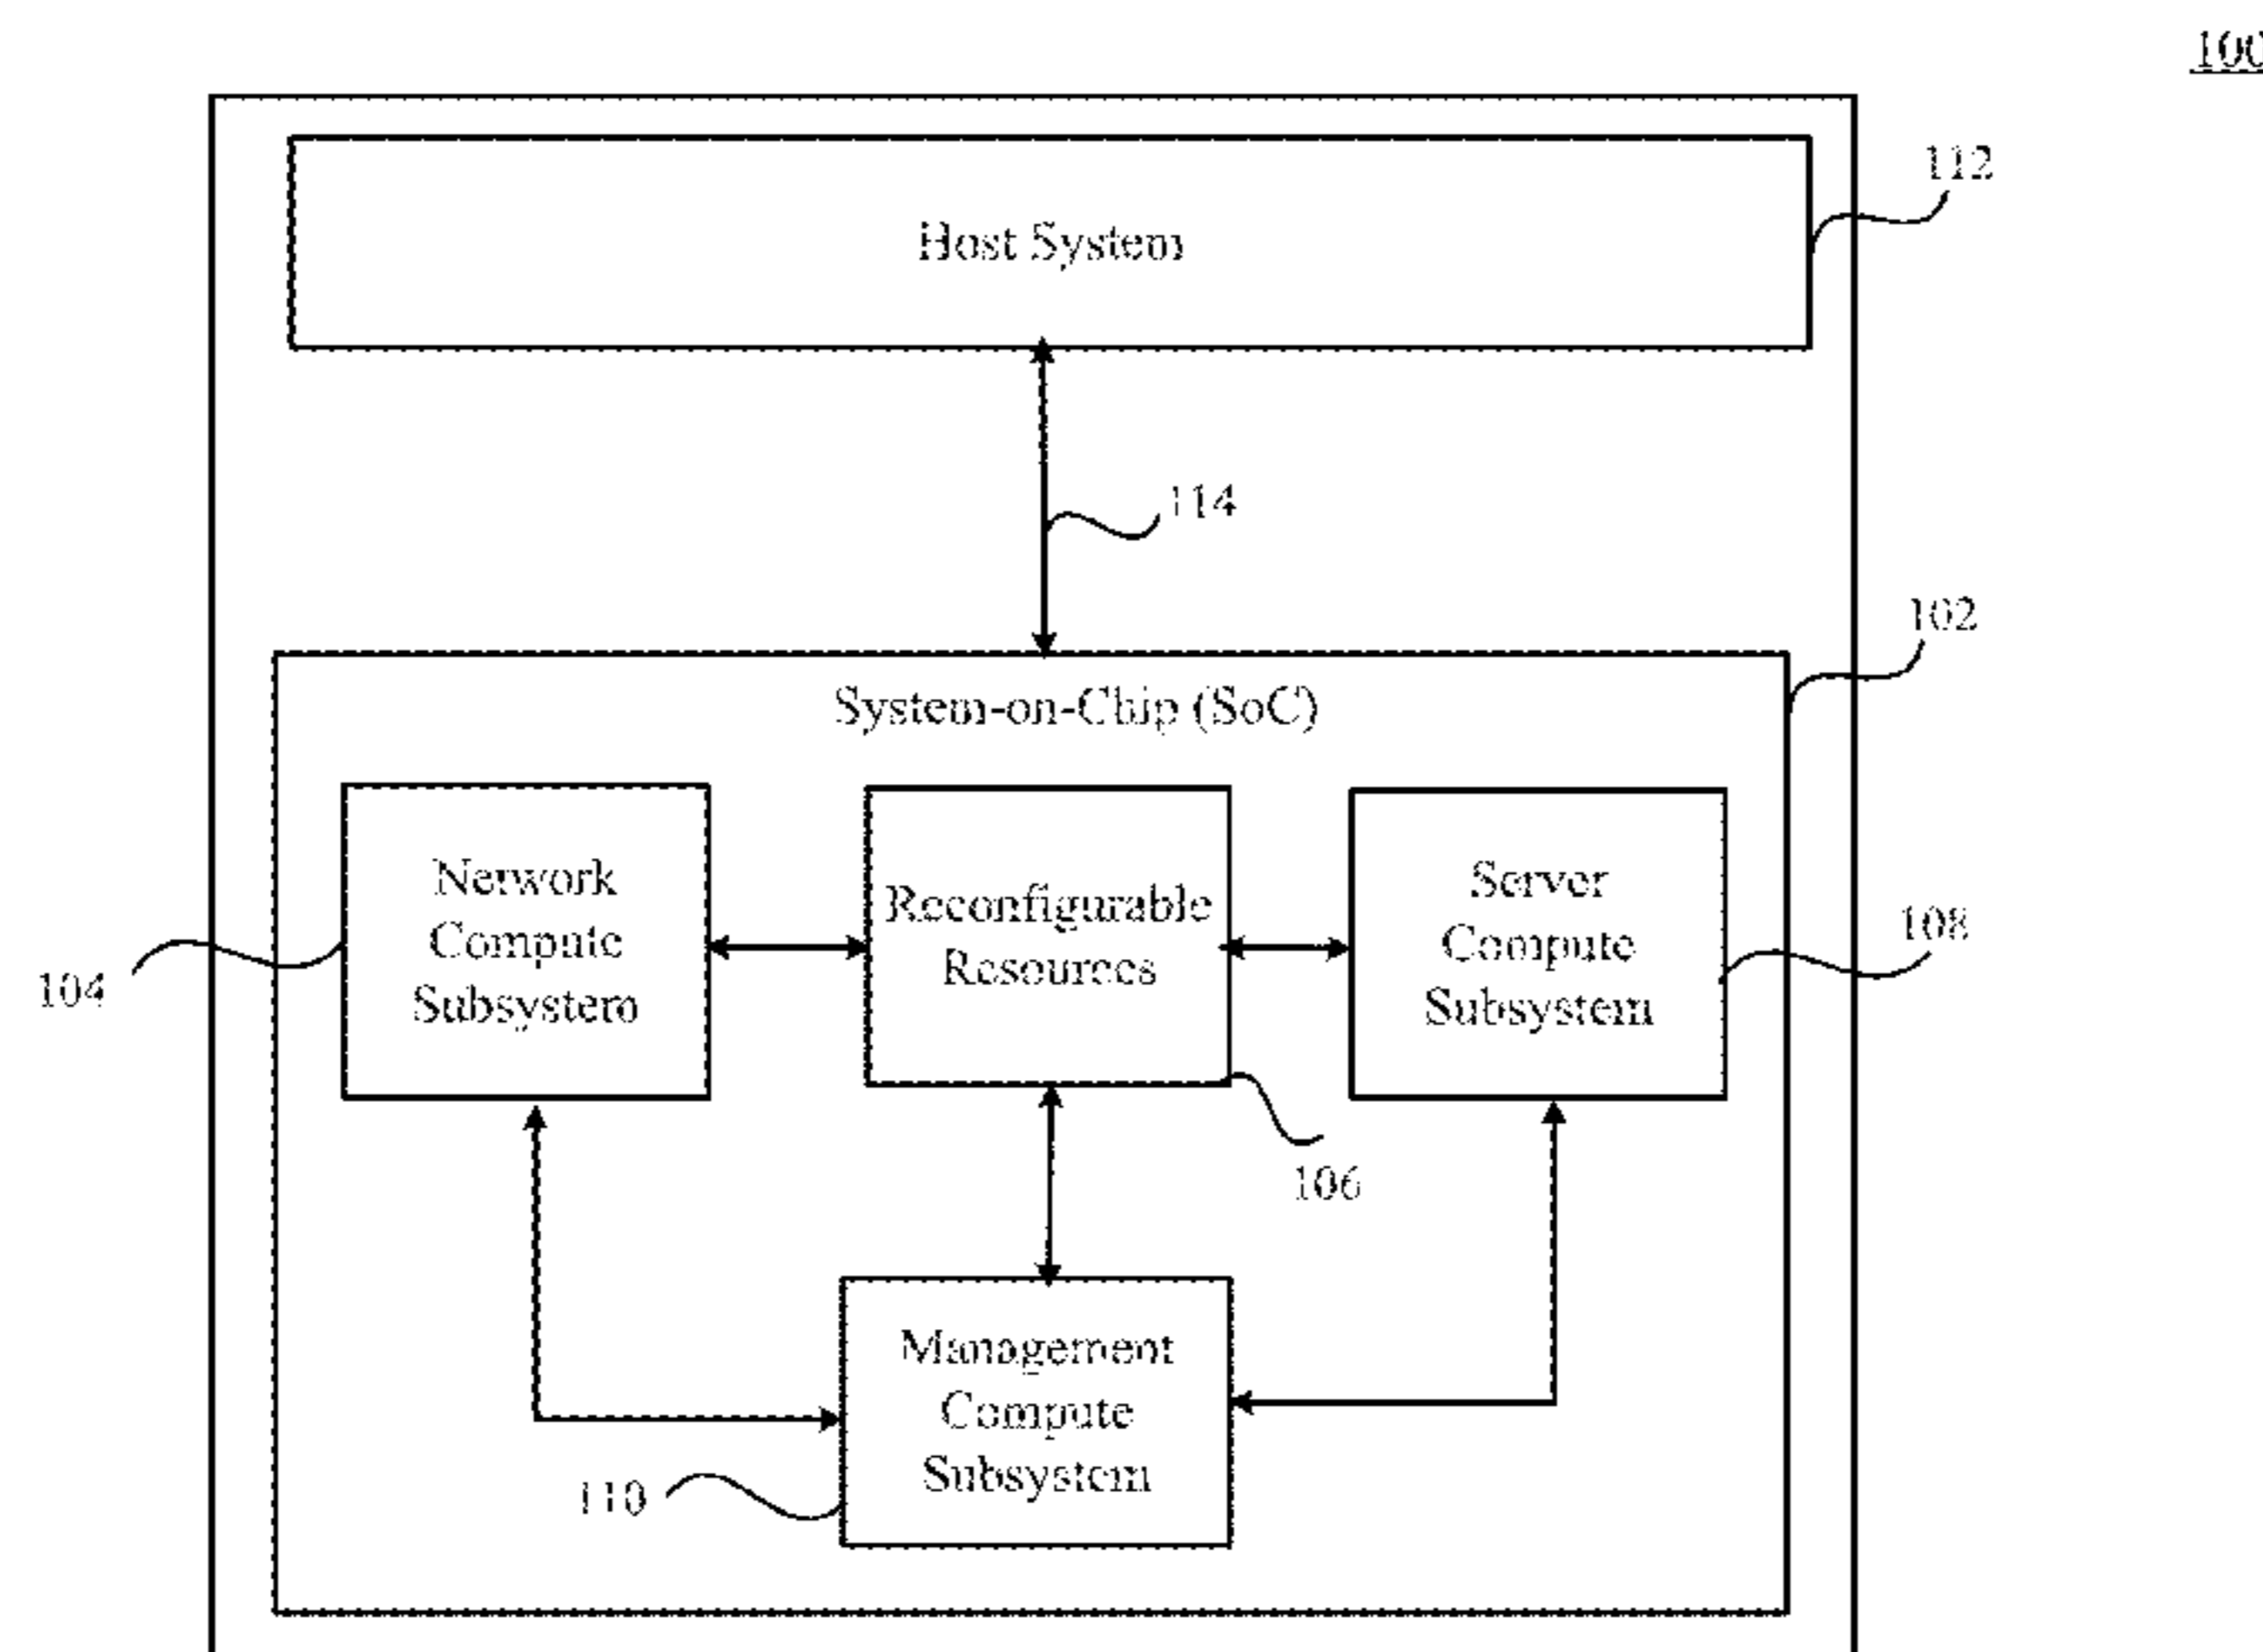 100
112
Host System
114
102
System-on-Chip (SoC)
Network
Compute
Subsystem
Reconfigurable
Resources
Server
Compute
Subsystem
108
104
106
Management
Compute
Subsystem
110